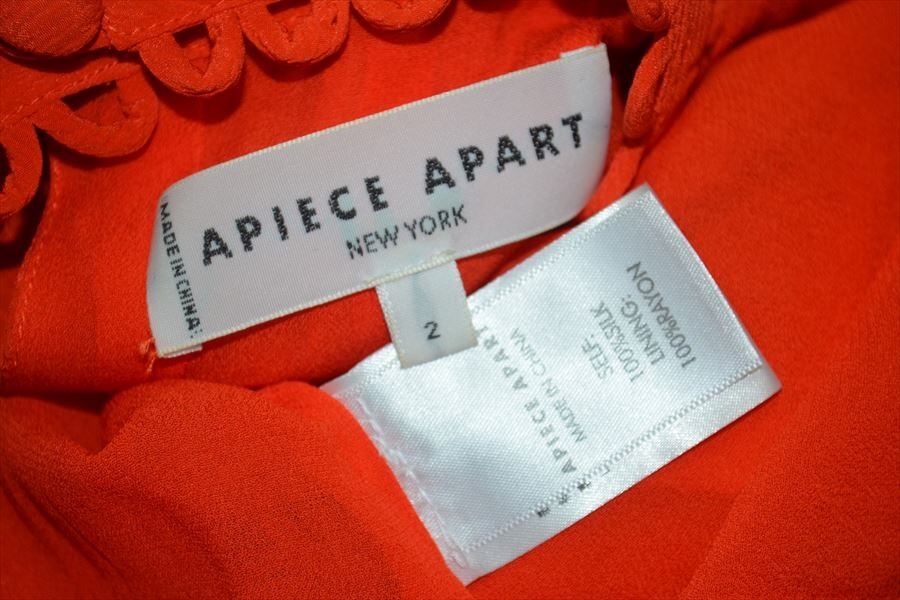 APIECE APART
NEW YORK
MADE IN CHINA
2
APIECE APART
MADE IN CHINA
SELF:
100%SILK
LINING:
100%RAYON